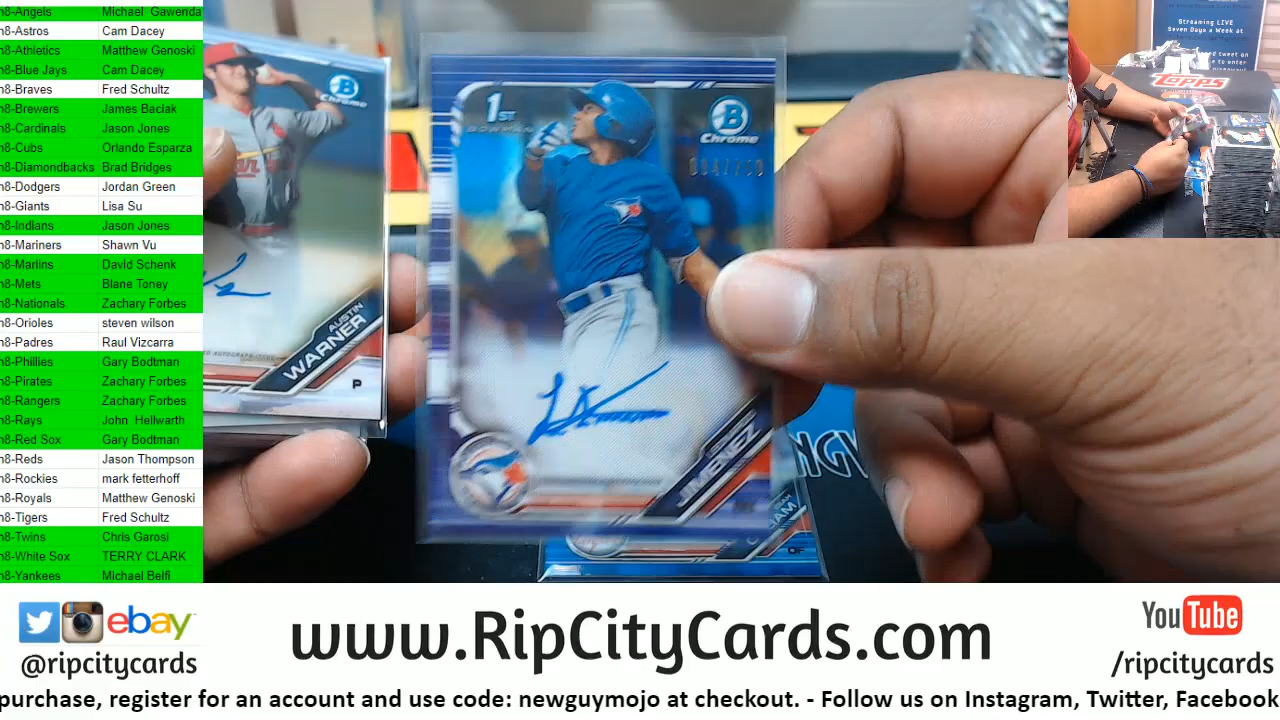 n8-Angels Michael Gawenda
n8-Astros Cam Dacey
n8-Athletics Matthew Genoski
n8-Blue Jays Cam Dacey
n8-Braves Fred Schultz
n8-Brewers James Baciak
n8-Cardinals Jason Jones
n8-Cubs Orlando Esparza
n8-Diamondbacks Brad Bridges
n8-Dodgers Jordan Green
n8-Giants Lisa Su
n8-Indians Jason Jones
n8-Mariners Shawn Vu
n8-Marlins David Schenk
n8-Mets Blane Toney
n8-Nationals Zachary Forbes
n8-Orioles steven wilson
n8-Padres Raul Vizcarra
n8-Phillies Gary Bodtman
n8-Pirates Zachary Forbes
n8-Rangers Zachary Forbes
n8-Rays John Hellwarth
n8-Red Sox Gary Bodtman
n8-Reds Jason Thompson
n8-Rockies mark fetterhoff
n8-Royals Matthew Genoski
n8-Tigers Fred Schultz
n8-Twins Chris Garosi
n8-White Sox TERRY CLARK
n8-Yankees Michael Belfi
B
Chrome
AUSTIN
WARNER
P
1ST
BOWMAN
B
Chrome
JIMENEZ
OF
Streaming LIVE
Seven Days a Week at
TOPPS
ebay
@ripcitycards
www.RipCityCards.com
YouTube
/ripcitycards
purchase, register for an account and use code: newguymojo at checkout. - Follow us on Instagram, Twitter, Facebook